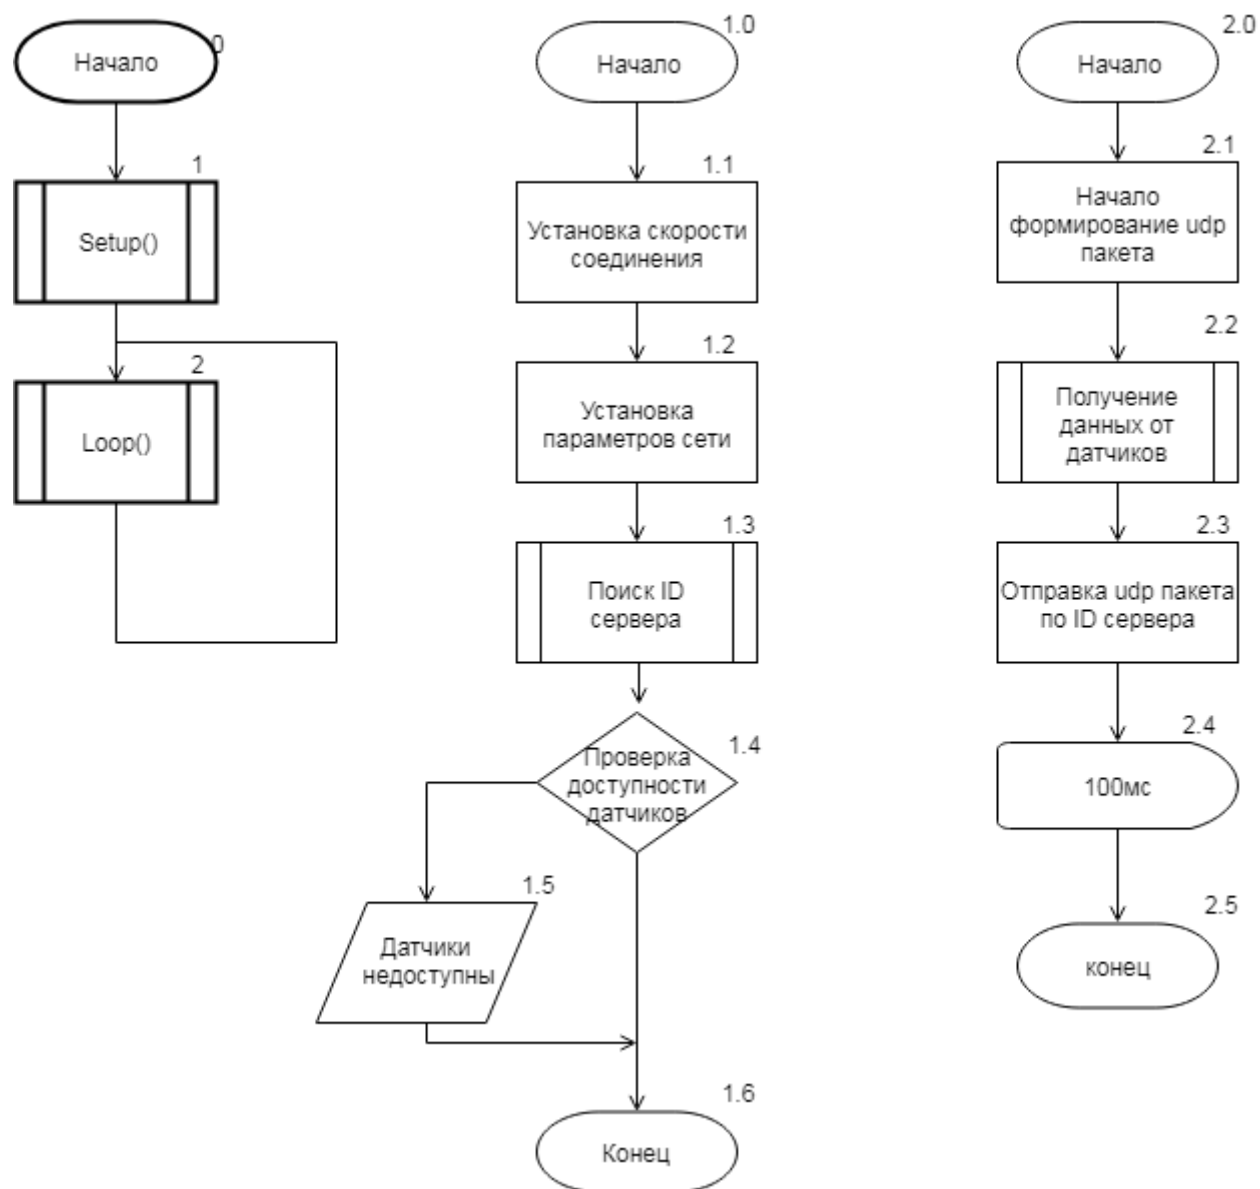 Начало
0
1
Setup()
2
Loop()
1.0
Начало
1.1
Установка скорости
соединения
1.2
Установка
параметров сети
1.3
Поиск ID
сервера
1.4
Проверка
доступности
датчиков
1.5
Датчики
недоступны
1.6
Конец
2.0
Начало
2.1
Начало
формирование udp
пакета
2.2
Получение
данных от
датчиков
2.3
Отправка udp пакета
по ID сервера
2.4
100мс
2.5
конец